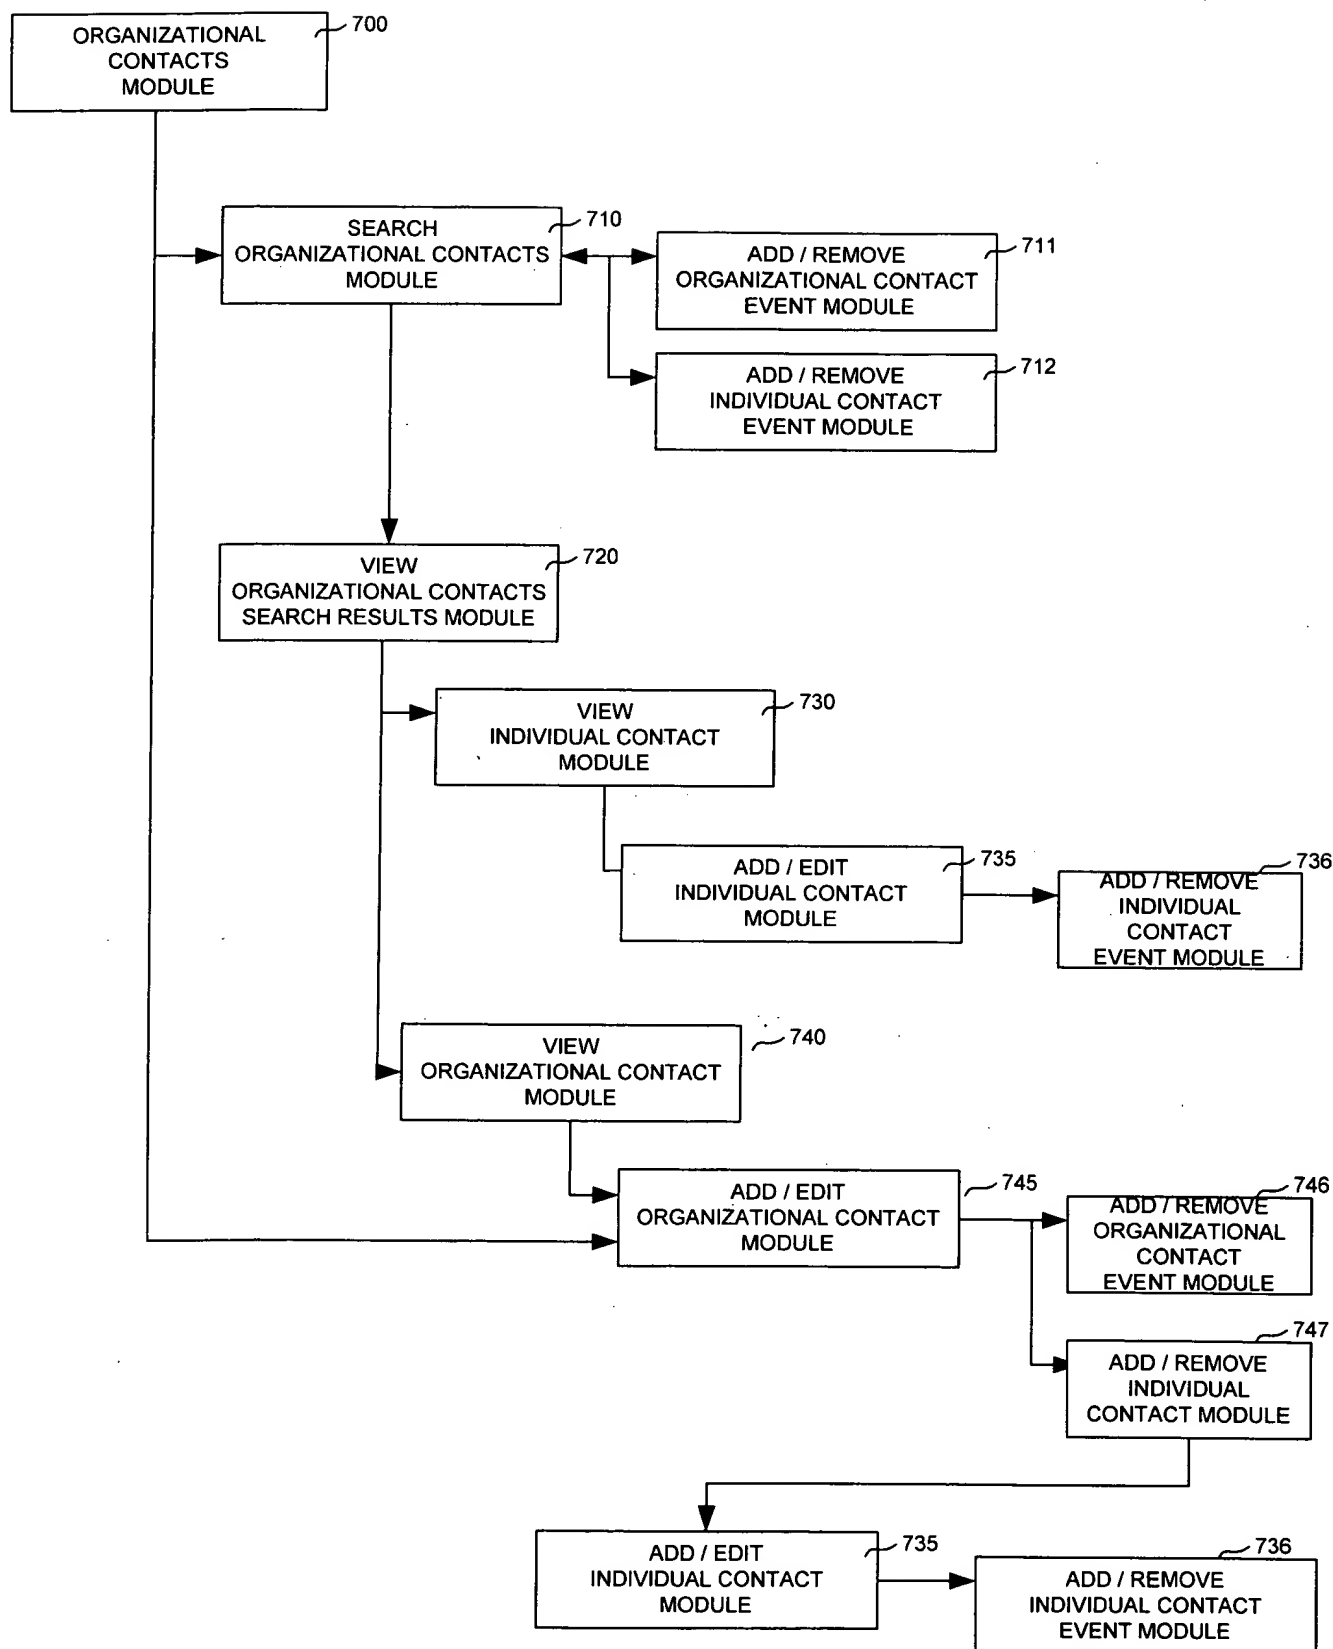 ORGANIZATIONAL
CONTACTS
MODULE
700
SEARCH
ORGANIZATIONAL CONTACTS
MODULE
710
ADD / REMOVE
ORGANIZATIONAL CONTACT
EVENT MODULE
711
ADD / REMOVE
INDIVIDUAL CONTACT
EVENT MODULE
712
VIEW
ORGANIZATIONAL CONTACTS
SEARCH RESULTS MODULE
720
VIEW
INDIVIDUAL CONTACT
MODULE
730
ADD / EDIT
INDIVIDUAL CONTACT
MODULE
735
ADD / REMOVE
INDIVIDUAL
CONTACT
EVENT MODULE
736
VIEW
ORGANIZATIONAL CONTACT
MODULE
740
ADD / EDIT
ORGANIZATIONAL CONTACT
MODULE
745
ADD / REMOVE
ORGANIZATIONAL
CONTACT
EVENT MODULE
746
ADD / REMOVE
INDIVIDUAL
CONTACT MODULE
747
ADD / EDIT
INDIVIDUAL CONTACT
MODULE
735
ADD / REMOVE
INDIVIDUAL CONTACT
EVENT MODULE
736